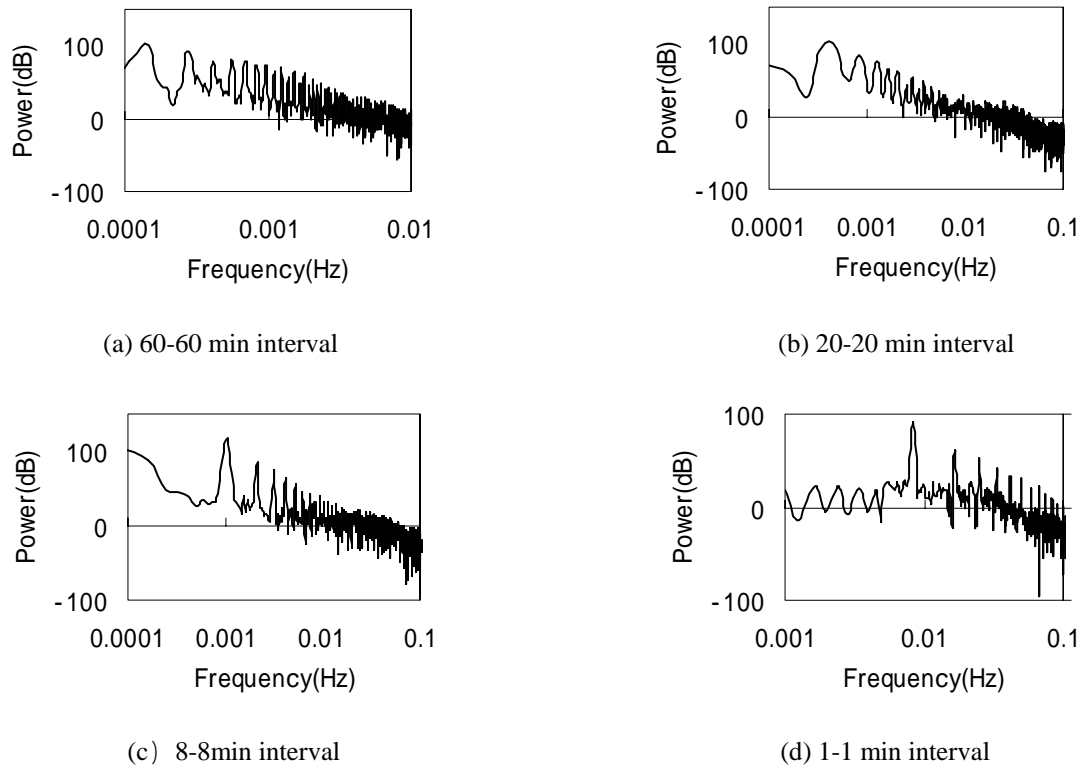 Power(dB)
100
0
-100
0.0001
0.001
0.01
Frequency(Hz)
(a) 60-60 min interval
Power(dB)
100
0
-100
0.0001
0.001
0.01
0.1
Frequency(Hz)
(b) 20-20 min interval
Power(dB)
100
0
-100
0.0001
0.001
0.01
0.1
Frequency(Hz)
(c) 8-8min interval
Power(dB)
100
0
-100
0.001
0.01
0.1
Frequency(Hz)
(d) 1-1 min interval